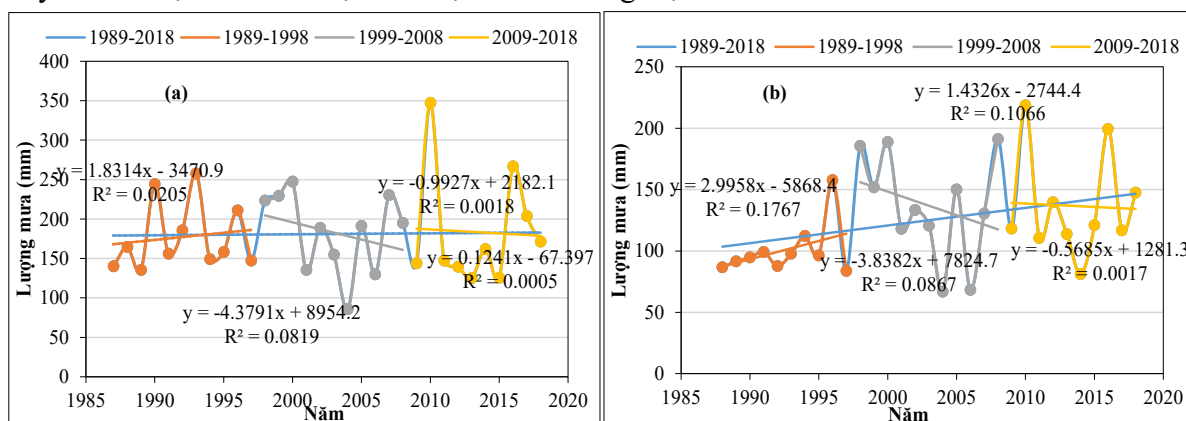 1989-2018 1989-1998 1999-2008 2009-2018
400
350
300
250
200
150
100
50
0
Lượng mưa (mm)
(a)
y = 1.8314x - 3470.9
R² = 0.0205
y = -0.9927x + 2182.1
R² = 0.0018
y = 0.1241x - 67.397
R² = 0.0005
y = -4.3791x + 8954.2
R² = 0.0819
1985 1990 1995 2000 2005 2010 2015 2020
Năm
1989-2018 1989-1998 1999-2008 2009-2018
250
200
150
100
50
0
Lượng mưa (mm)
(b)
y = 1.4326x - 2744.4
R² = 0.1066
y = 2.9958x - 5868.4
R² = 0.1767
y = -3.8382x + 7824.7
R² = 0.0867
y = -0.5685x + 1281.3
R² = 0.0017
1985 1990 1995 2000 2005 2010 2015 2020
Năm